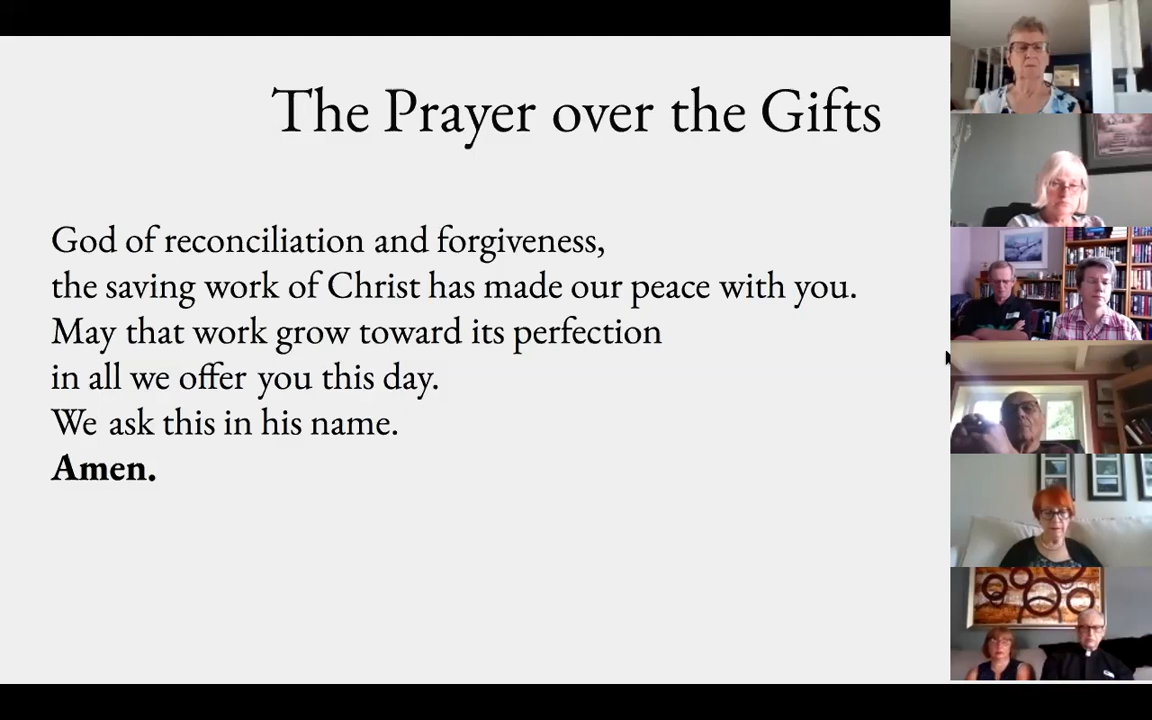 The Prayer over the Gifts
God of reconciliation and forgiveness,
the saving work of Christ has made our peace with you.
May that work grow toward its perfection
in all we offer you this day.
We ask this in his name.
Amen.